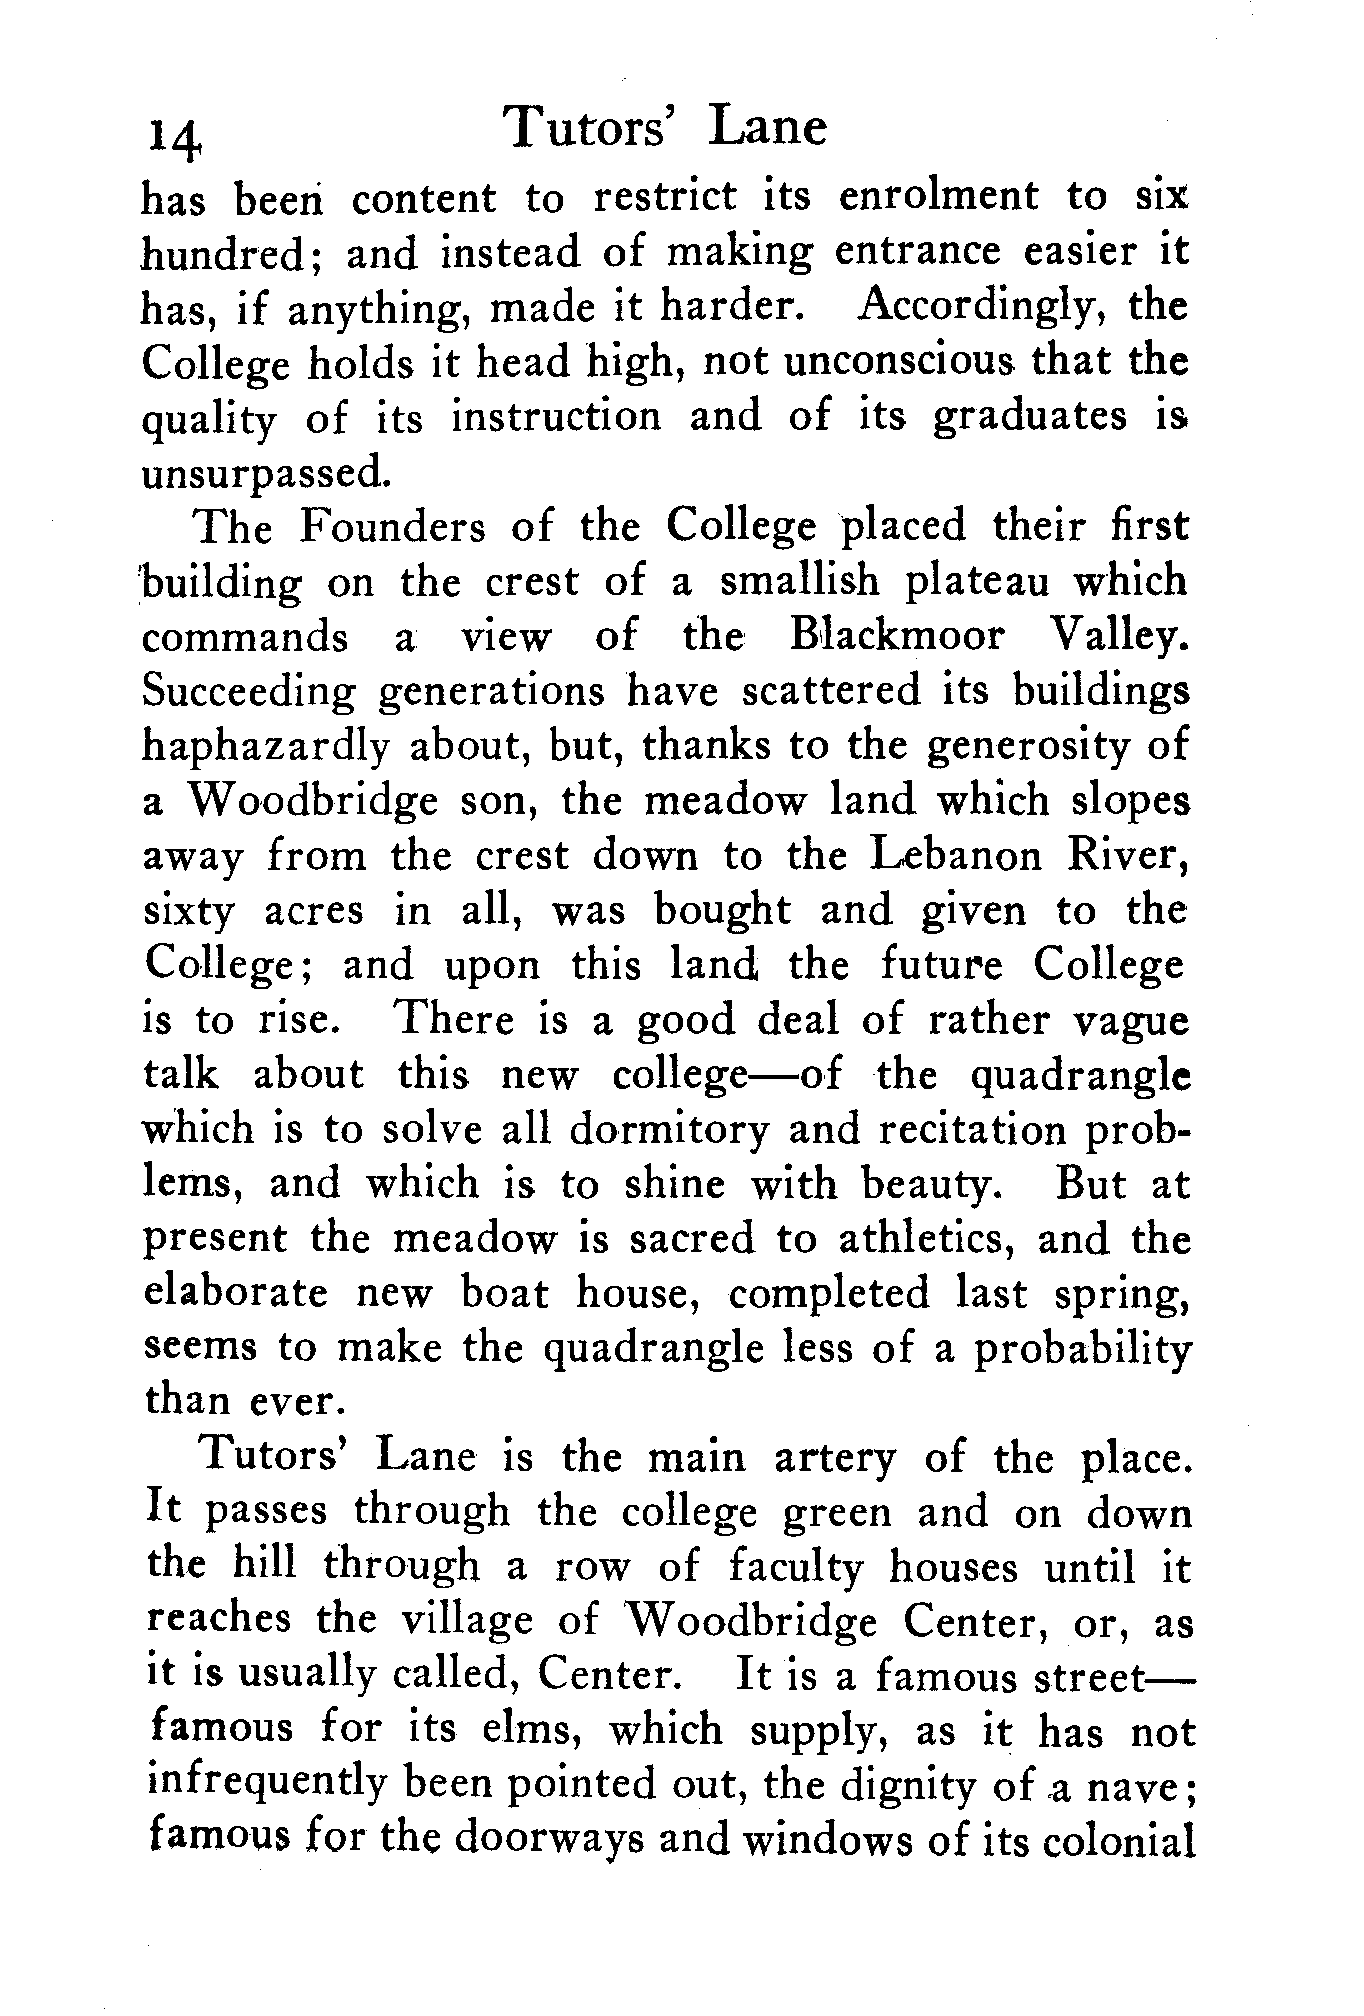 14 Tutors' Lane
has been content to restrict its enrolment to six
hundred; and instead of making entrance easier it
has, if anything, made it harder. Accordingly, the
College holds it head high, not unconscious that the
quality of its instruction and of its graduates is
unsurpassed.
The Founders of the College placed their first
building on the crest of a smallish plateau which
commands a view of the Blackmoor Valley.
Succeeding generations have scattered its buildings
haphazardly about, but, thanks to the generosity of
a Woodbridge son, the meadow land which slopes
away from the crest down to the Lebanon River,
sixty acres in all, was bought and given to the
College; and upon this land the future College
is to rise. There is a good deal of rather vague
talk about this new college—of the quadrangle
which is to solve all dormitory and recitation prob-
lems, and which is to shine with beauty. But at
present the meadow is sacred to athletics, and the
elaborate new boat house, completed last spring,
seems to make the quadrangle less of a probability
than ever.
Tutors' Lane is the main artery of the place.
It passes through the college green and on down
the hill through a row of faculty houses until it
reaches the village of Woodbridge Center, or, as
it is usually called, Center. It is a famous street—
famous for its elms, which supply, as it has not
infrequently been pointed out, the dignity of a nave;
famous for the doorways and windows of its colonial